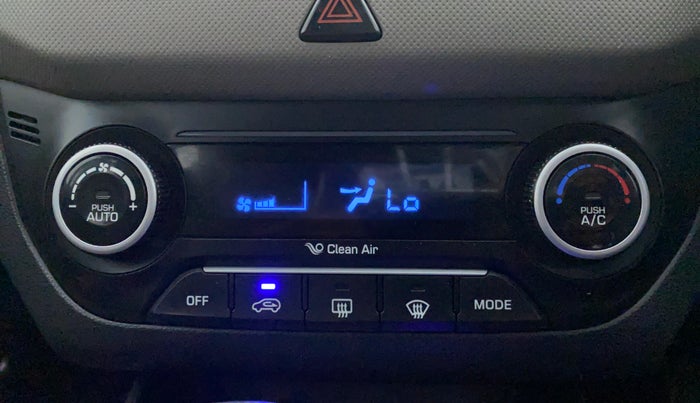 PUSH
AUTO
- +
Lo
PUSH
A/C
Clean Air
OFF
MODE